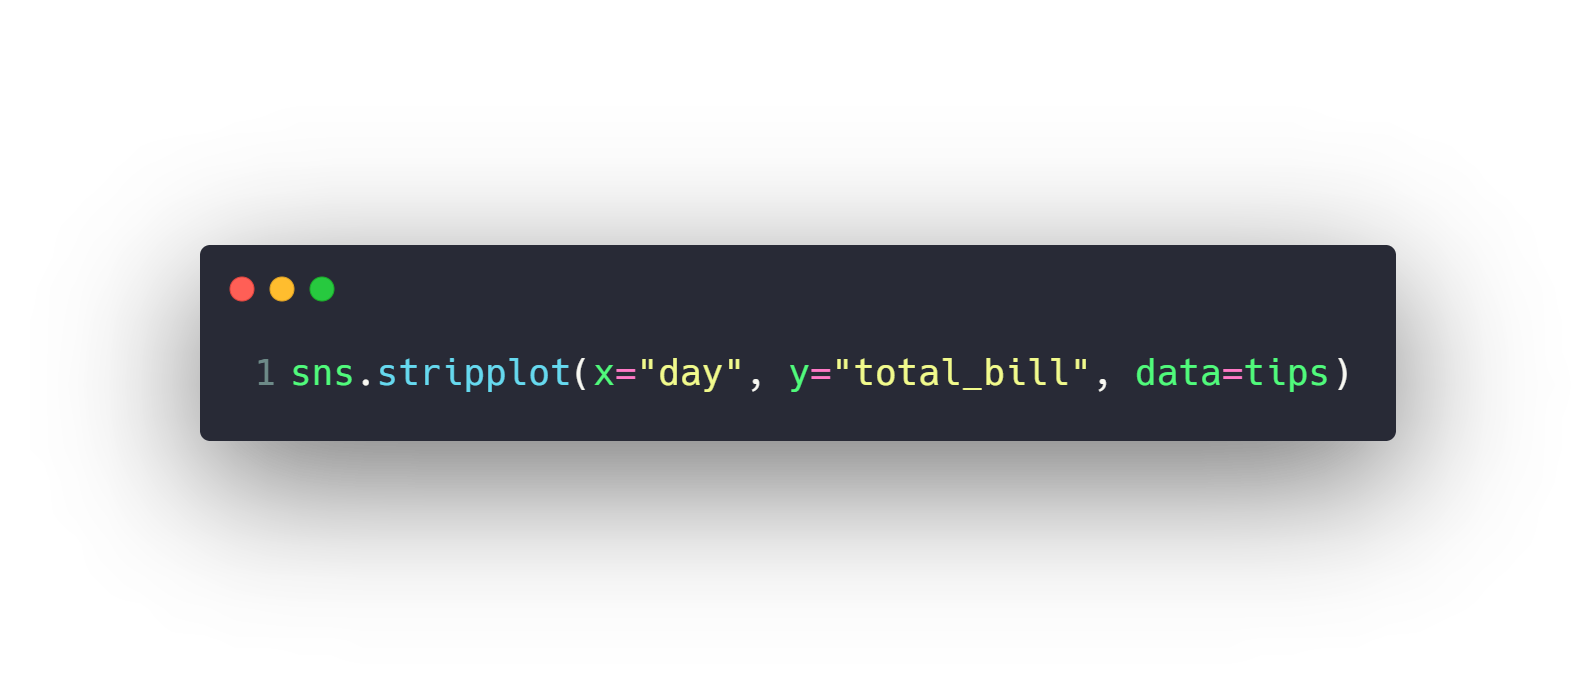 1 sns.stripplot(x="day", y="total_bill", data=tips)